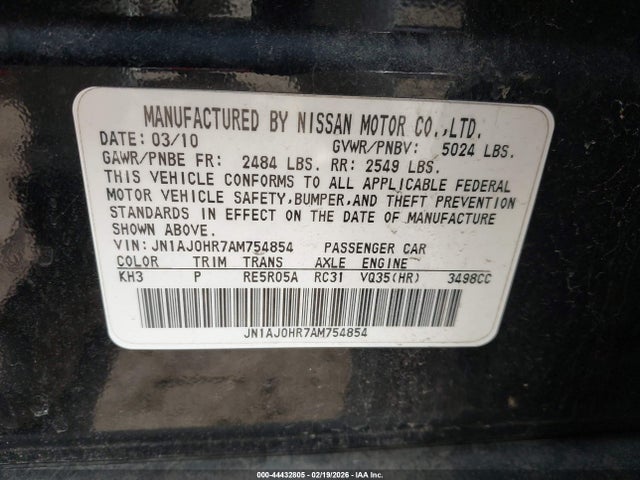 MANUFACTURED BY NISSAN MOTOR CO.,LTD.
DATE: 03/10 GVWR/PNBV: 5024 LBS.
GAWR/PNBE FR: 2484 LBS. RR: 2549 LBS.
THIS VEHICLE CONFORMS TO ALL APPLICABLE FEDERAL
MOTOR VEHICLE SAFETY, BUMPER, AND THEFT PREVENTION
STANDARDS IN EFFECT ON THE DATE OF MANUFACTURE
SHOWN ABOVE.
VIN: JN1AJ0HR7AM754854 PASSENGER CAR
COLOR TRIM TRANS AXLE ENGINE
KH3 P RE5R05A RC31 VQ35(HR) 3498CC
JN1AJ0HR7AM754854
000-44432805 - 02/19/2026 - IAA Inc.